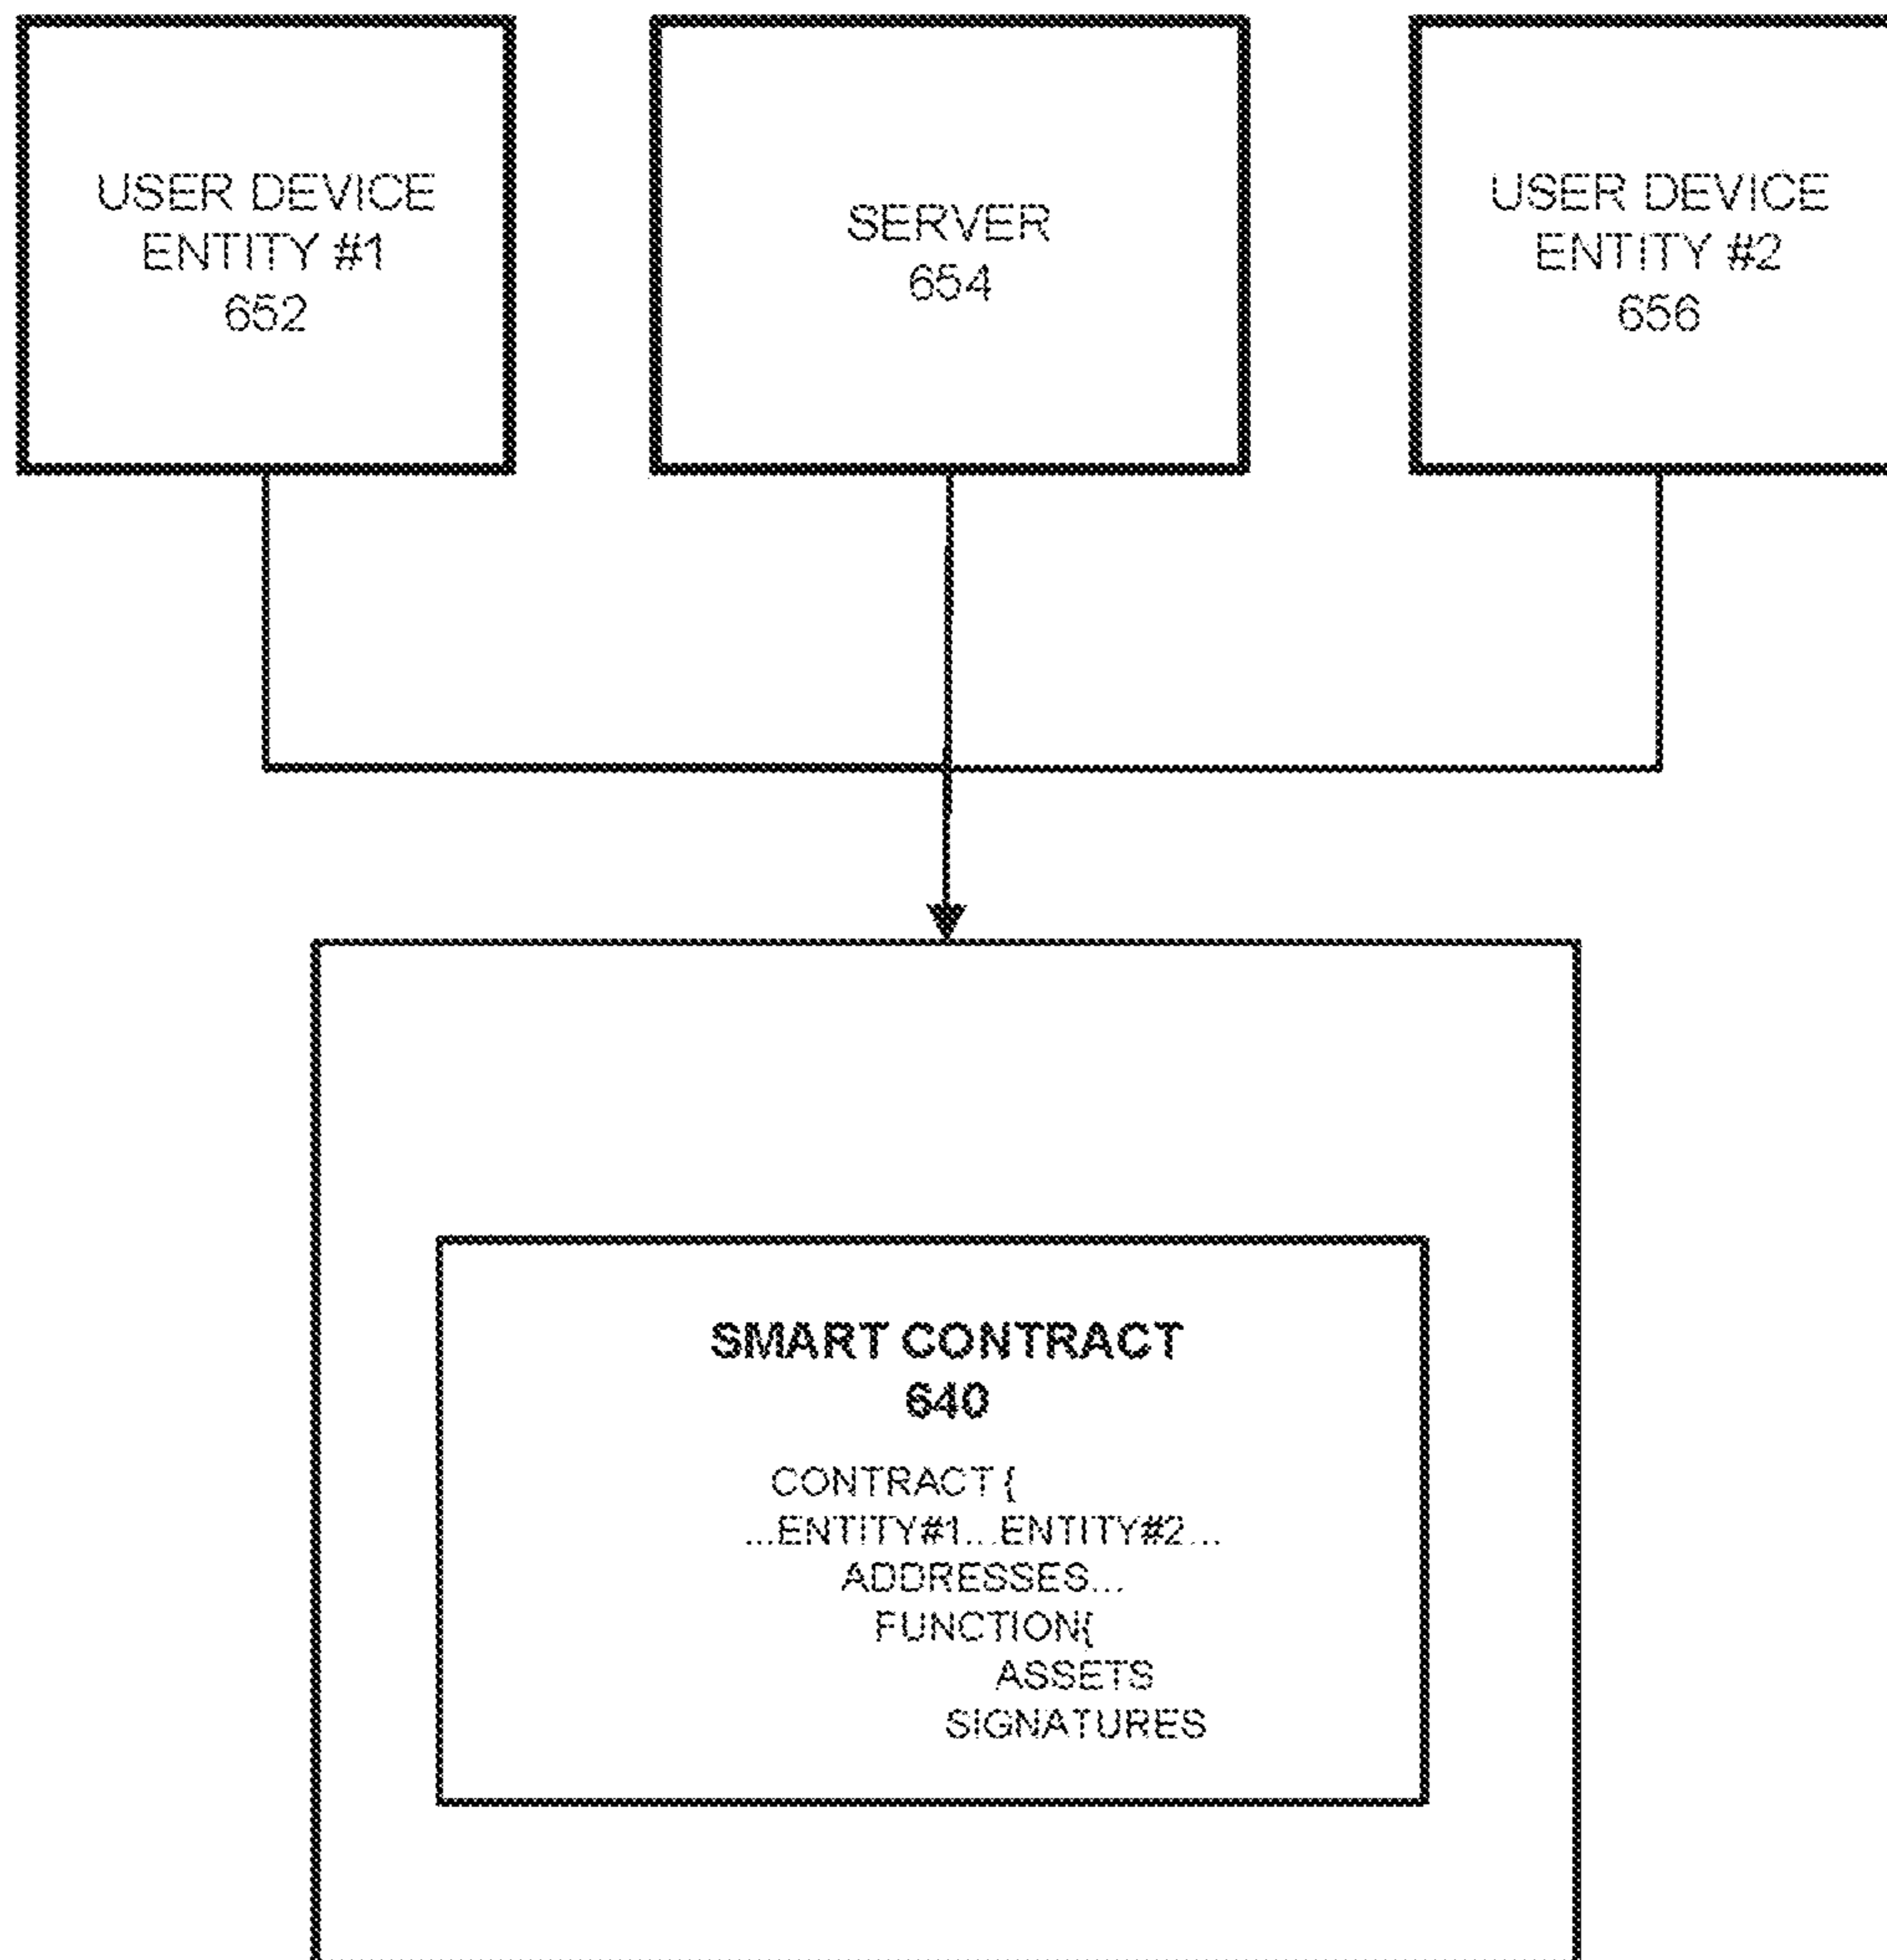 USER DEVICE
ENTITY #1
652
SERVER
654
USER DEVICE
ENTITY #2
656
SMART CONTRACT
640
CONTRACT {
...ENTITY#1...ENTITY#2...
ADDRESSES...
FUNCTION{
ASSETS
SIGNATURES